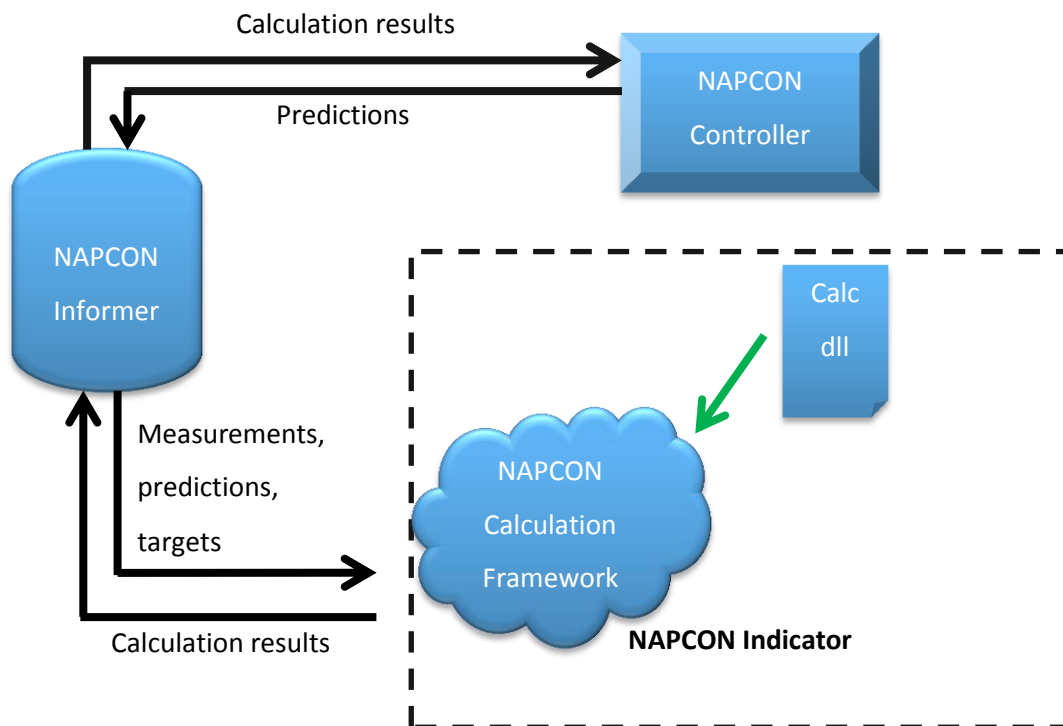 Calculation results
Predictions
NAPCON
Controller
NAPCON
Informer
Calc
dll
Measurements,
predictions,
targets
NAPCON
Calculation
Framework
Calculation results
NAPCON Indicator